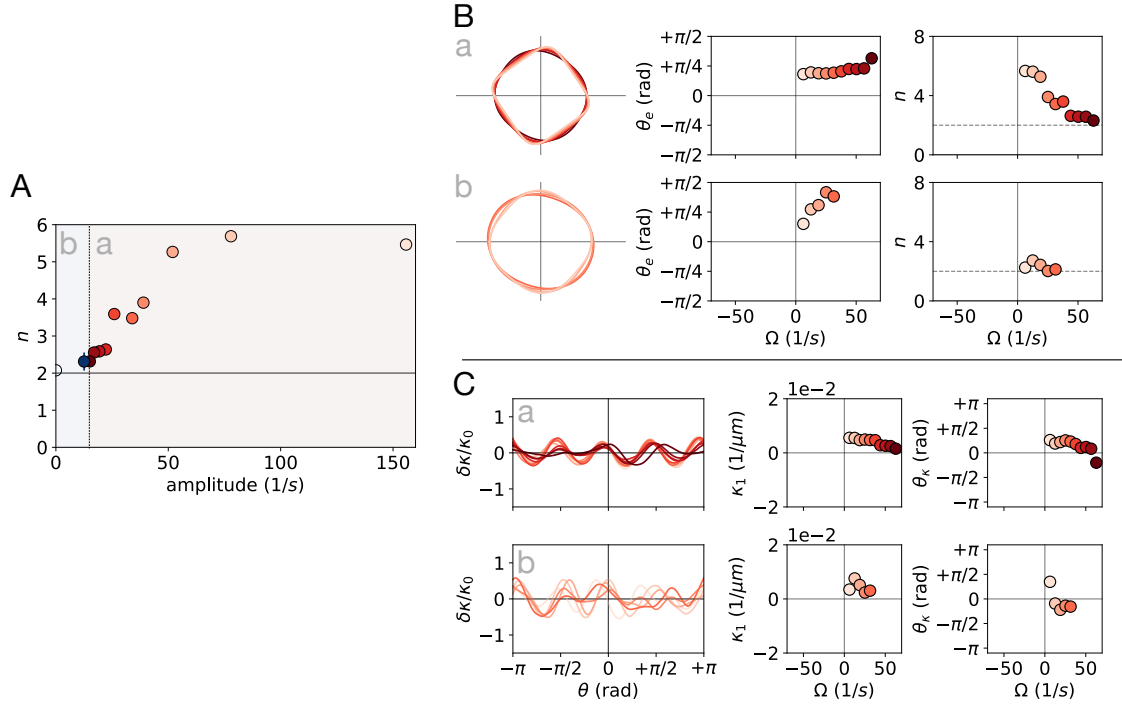 A
b a
6
5
4
3
2
1
0
n
0 50 100 150
amplitude (1/s)
B
a
+π/2
+π/4
0
−π/4
−π/2
θe (rad)
8
4
0
n
b
+π/2
+π/4
0
−π/4
−π/2
θe (rad)
−50 0 50
Ω (1/s)
8
4
0
n
−50 0 50
Ω (1/s)
C
a
1
0
−1
δκ/κ0
1e−2
2
0
−2
κ1 (1/μm)
+π
+π/2
0
−π/2
−π
θκ (rad)
b
1
0
−1
δκ/κ0
−π −π/2 0 +π/2 +π
θ (rad)
1e−2
2
0
−2
κ1 (1/μm)
0 50
Ω (1/s)
+π
+π/2
0
−π/2
−π
θκ (rad)
0 50
Ω (1/s)